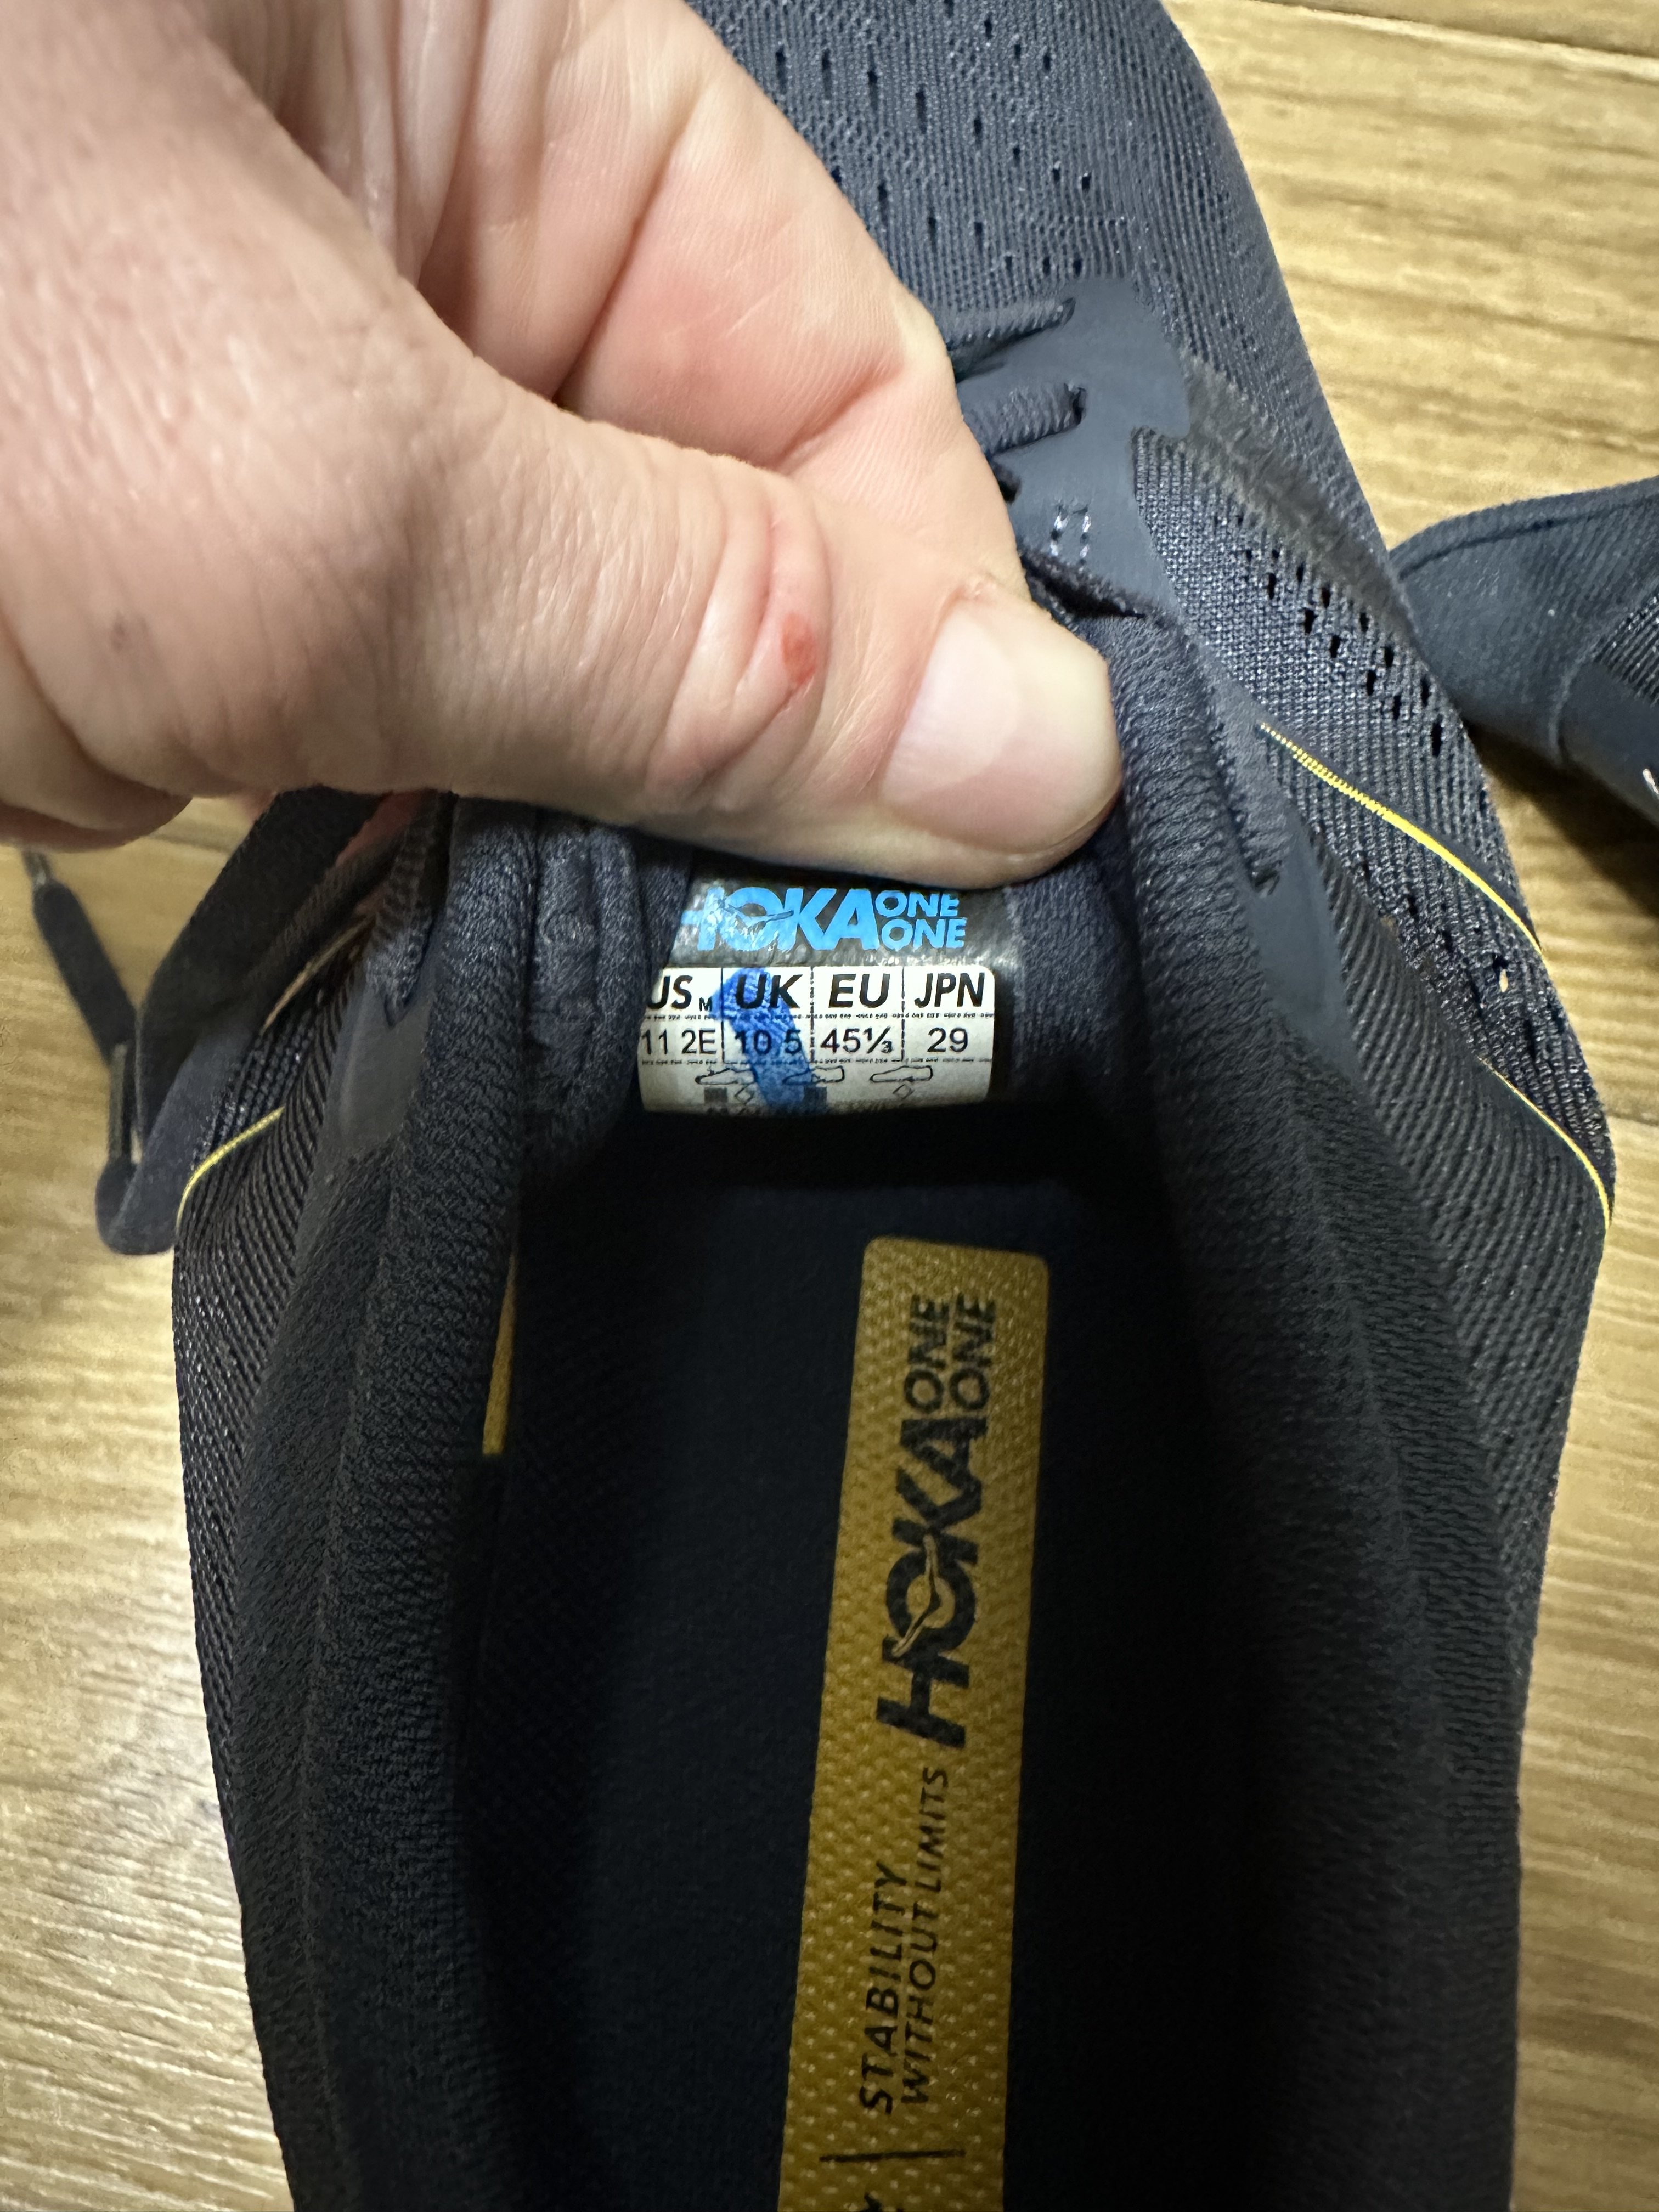 HOKA ONE ONE
US M UK EU JPN
11 2E 10.5 45⅓ 29
HOKA ONE ONE
STABILITY
WITHOUT LIMITS